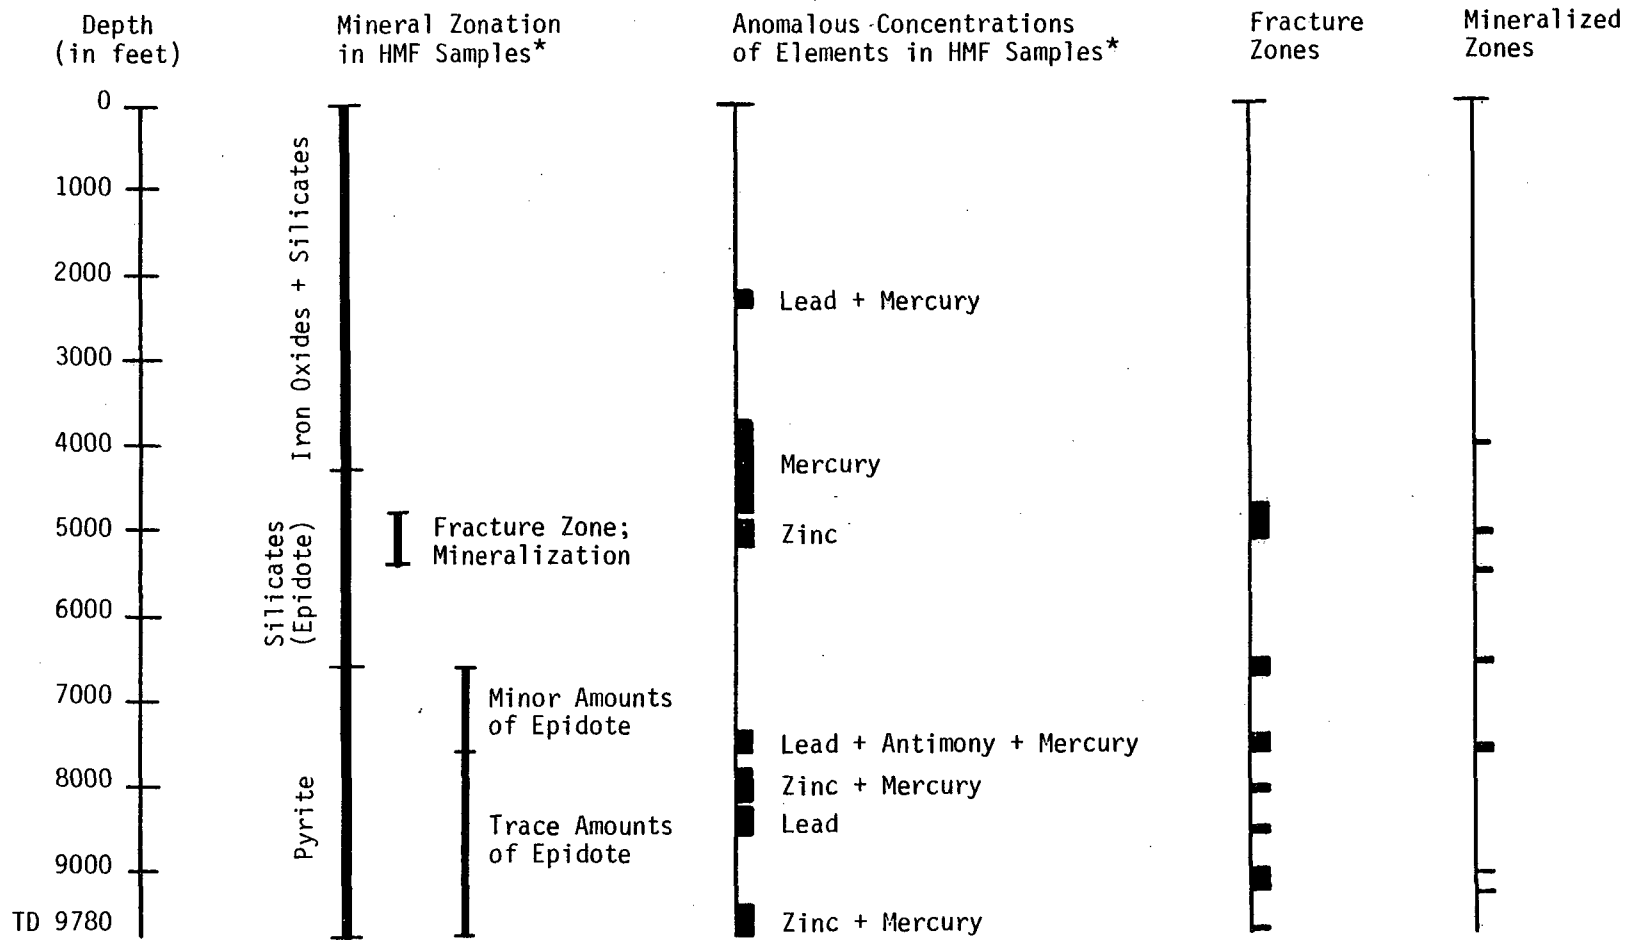 Depth
(in feet)
Mineral Zonation
in HMF Samples*
Anomalous Concentrations
of Elements in HMF Samples*
Fracture
Zones
Mineralized
Zones
0
1000
2000
3000
4000
5000
6000
7000
8000
9000
TD 9780
Iron Oxides + Silicates
Silicates
(Epidote)
Pyrite
Fracture Zone;
Mineralization
Minor Amounts
of Epidote
Trace Amounts
of Epidote
Lead + Mercury
Mercury
Zinc
Lead + Antimony + Mercury
Zinc + Mercury
Lead
Zinc + Mercury